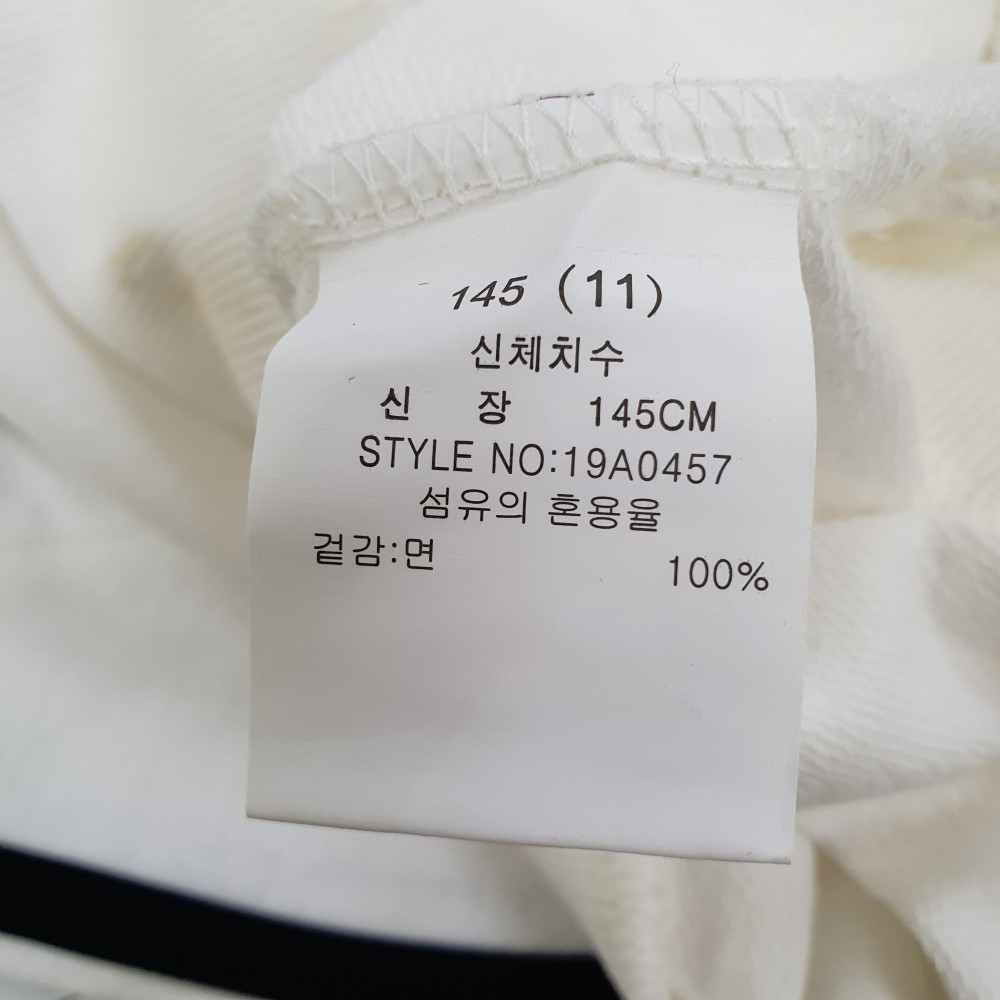 145 (11)
신체치수
신 장 145CM
STYLE NO:19A0457
섬유의 혼용율
겉감:면 100%